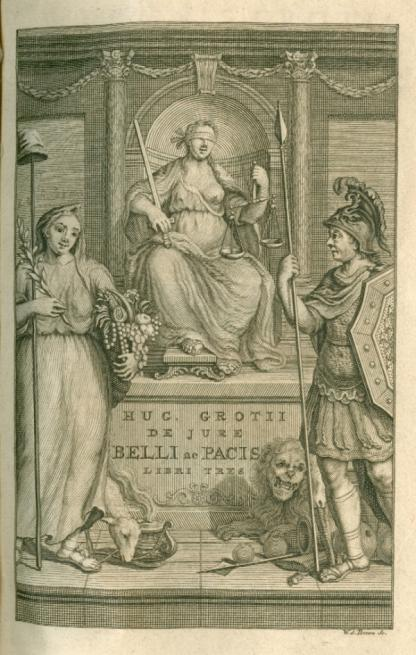 HUG. GROTII
DE JURE
BELLI ac PACIS
LIBRI TRES